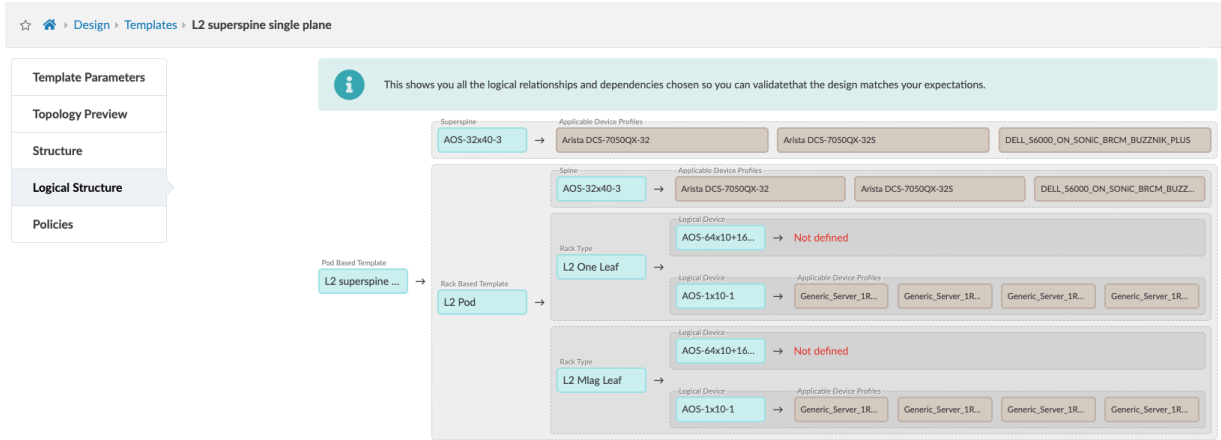 Design Templates L2 superspine single plane
Template Parameters
Topology Preview
Structure
Logical Structure
Policies
This shows you all the logical relationships and dependencies chosen so you can validatethat the design matches your expectations.
Superspine
Applicable Device Profiles
AOS-32x40-3 → Arista DCS-7050QX-32 Arista DCS-7050QX-32S DELL_S6000_ON_SONiC_BRCM_BUZZNIK_PLUS
Spine
Applicable Device Profiles
AOS-32x40-3 → Arista DCS-7050QX-32 Arista DCS-7050QX-32S DELL_S6000_ON_SONiC_BRCM_BUZZ...
Pod Based Template
L2 superspine ... →
Rack Based Template
L2 Pod →
Rack Type
L2 One Leaf →
Logical Device
AOS-64x10+16... → Not defined
Logical Device
Applicable Device Profiles
AOS-1x10-1 → Generic_Server_1R... Generic_Server_1R... Generic_Server_1R... Generic_Server_1R...
Rack Type
L2 Mlag Leaf →
Logical Device
AOS-64x10+16... → Not defined
Logical Device
Applicable Device Profiles
AOS-1x10-1 → Generic_Server_1R... Generic_Server_1R... Generic_Server_1R... Generic_Server_1R...